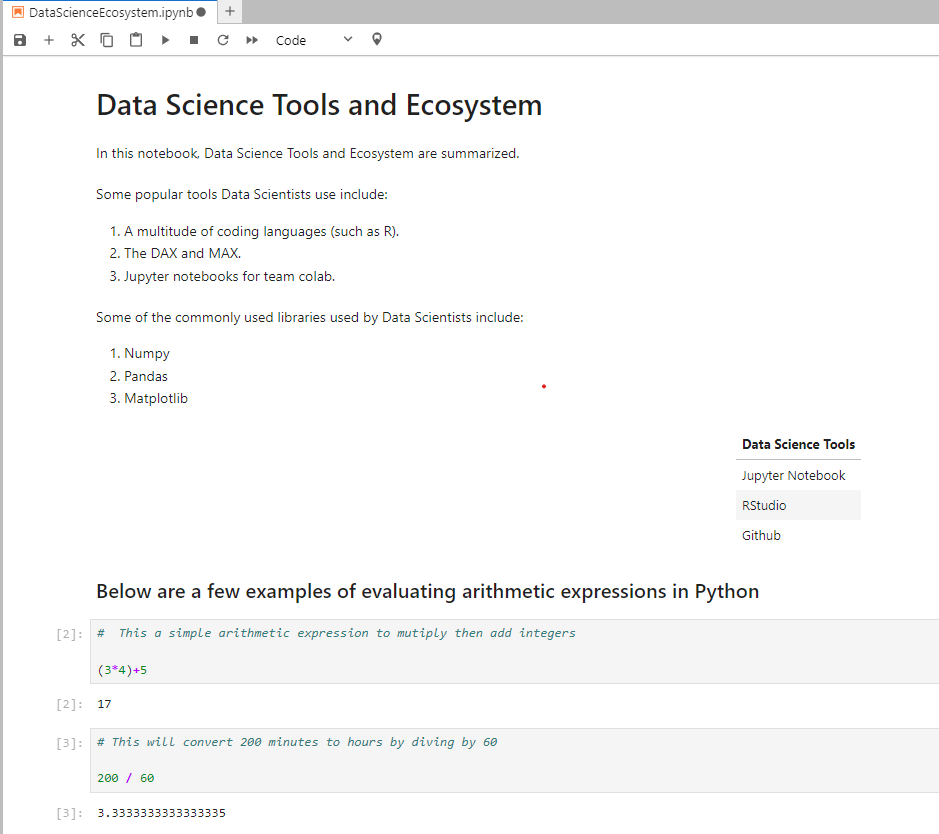 DataScienceEcosystem.ipynb
Code
Data Science Tools and Ecosystem
In this notebook, Data Science Tools and Ecosystem are summarized.
Some popular tools Data Scientists use include:
1. A multitude of coding languages (such as R).
2. The DAX and MAX.
3. Jupyter notebooks for team colab.
Some of the commonly used libraries used by Data Scientists include:
1. Numpy
2. Pandas
3. Matplotlib
Data Science Tools
Jupyter Notebook
RStudio
Github
Below are a few examples of evaluating arithmetic expressions in Python
[2]: #  This a simple arithmetic expression to mutiply then add integers
(3*4)+5
[2]: 17
[3]: # This will convert 200 minutes to hours by diving by 60
200 / 60
[3]: 3.3333333333333335